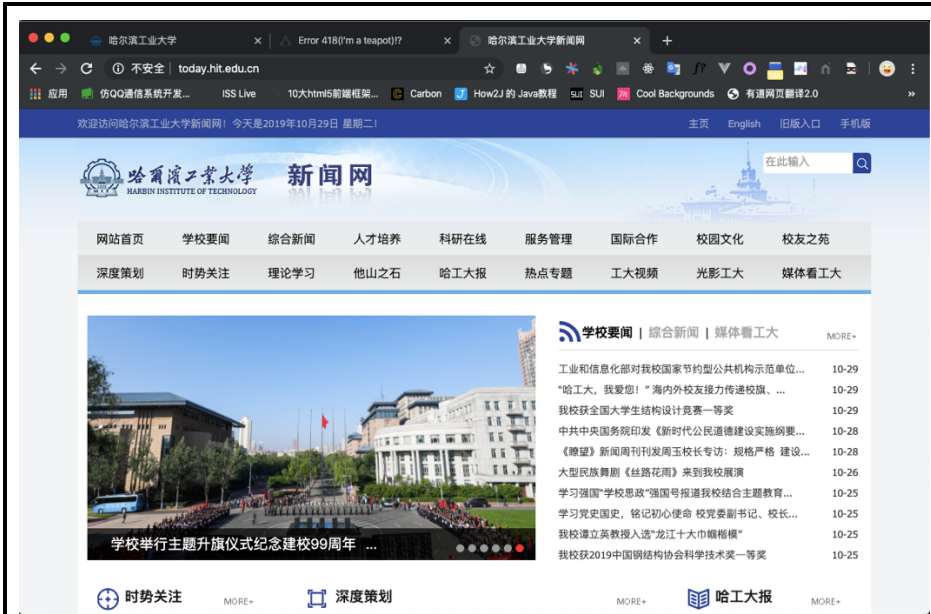 哈尔滨工业大学 × Error 418(I'm a teapot)!? × 哈尔滨工业大学新闻网 × +
不安全 | today.hit.edu.cn
应用 仿QQ通信系统开发... ISS Live 10大html5前端框架... Carbon How2J 的 Java教程 SUI SUI Cool Backgrounds 有道网页翻译2.0 »
欢迎访问哈尔滨工业大学新闻网！今天是2019年10月29日 星期二！ 主页 English 旧版入口 手机版
哈尔滨工业大学 新闻网 在此输入
HARBIN INSTITUTE OF TECHNOLOGY
网站首页 学校要闻 综合新闻 人才培养 科研在线 服务管理 国际合作 校园文化 校友之苑
深度策划 时势关注 理论学习 他山之石 哈工大报 热点专题 工大视频 光影工大 媒体看工大
学校要闻 | 综合新闻 | 媒体看工大 MORE+
工业和信息化部对我校国家节约型公共机构示范单位... 10-29
"哈工大，我爱您！"海内外校友接力传递校旗、... 10-29
我校获全国大学生结构设计竞赛一等奖 10-29
中共中央国务院印发《新时代公民道德建设实施纲要... 10-28
《瞭望》新闻周刊刊发周玉校长专访：规格严格 建设... 10-28
大型民族舞剧《丝路花雨》来到我校展演 10-26
学习强国"学校思政"强国号报道我校结合主题教育... 10-25
学习党史国史，铭记初心使命 校党委副书记、校长... 10-25
我校谭立英教授入选"龙江十大巾帼楷模" 10-25
我校获2019中国钢结构协会科学技术奖一等奖 10-25
学校举行主题升旗仪式纪念建校99周年 ...
时势关注 MORE+ 深度策划 MORE+ 哈工大报 MORE+